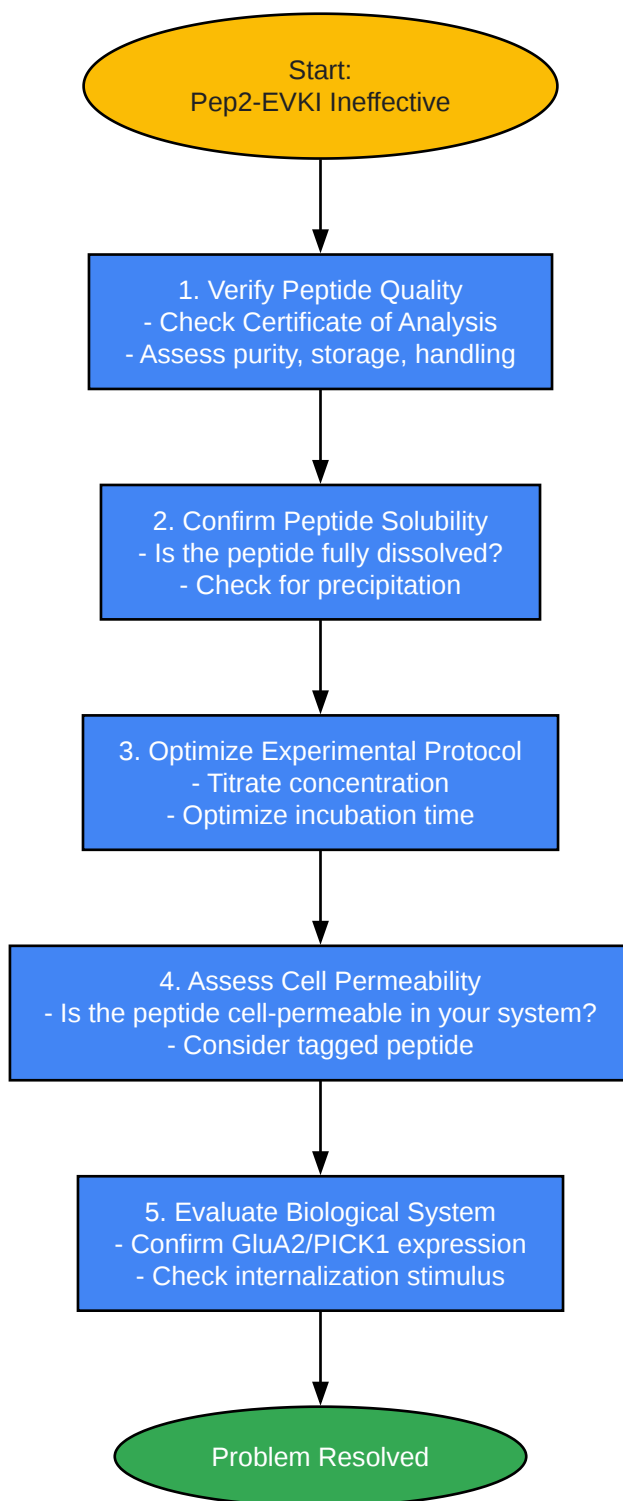 Start:
Pep2-EVKI Ineffective
1. Verify Peptide Quality
- Check Certificate of Analysis
- Assess purity, storage, handling
2. Confirm Peptide Solubility
- Is the peptide fully dissolved?
- Check for precipitation
3. Optimize Experimental Protocol
- Titrate concentration
- Optimize incubation time
4. Assess Cell Permeability
- Is the peptide cell-permeable in your system?
- Consider tagged peptide
5. Evaluate Biological System
- Confirm GluA2/PICK1 expression
- Check internalization stimulus
Problem Resolved